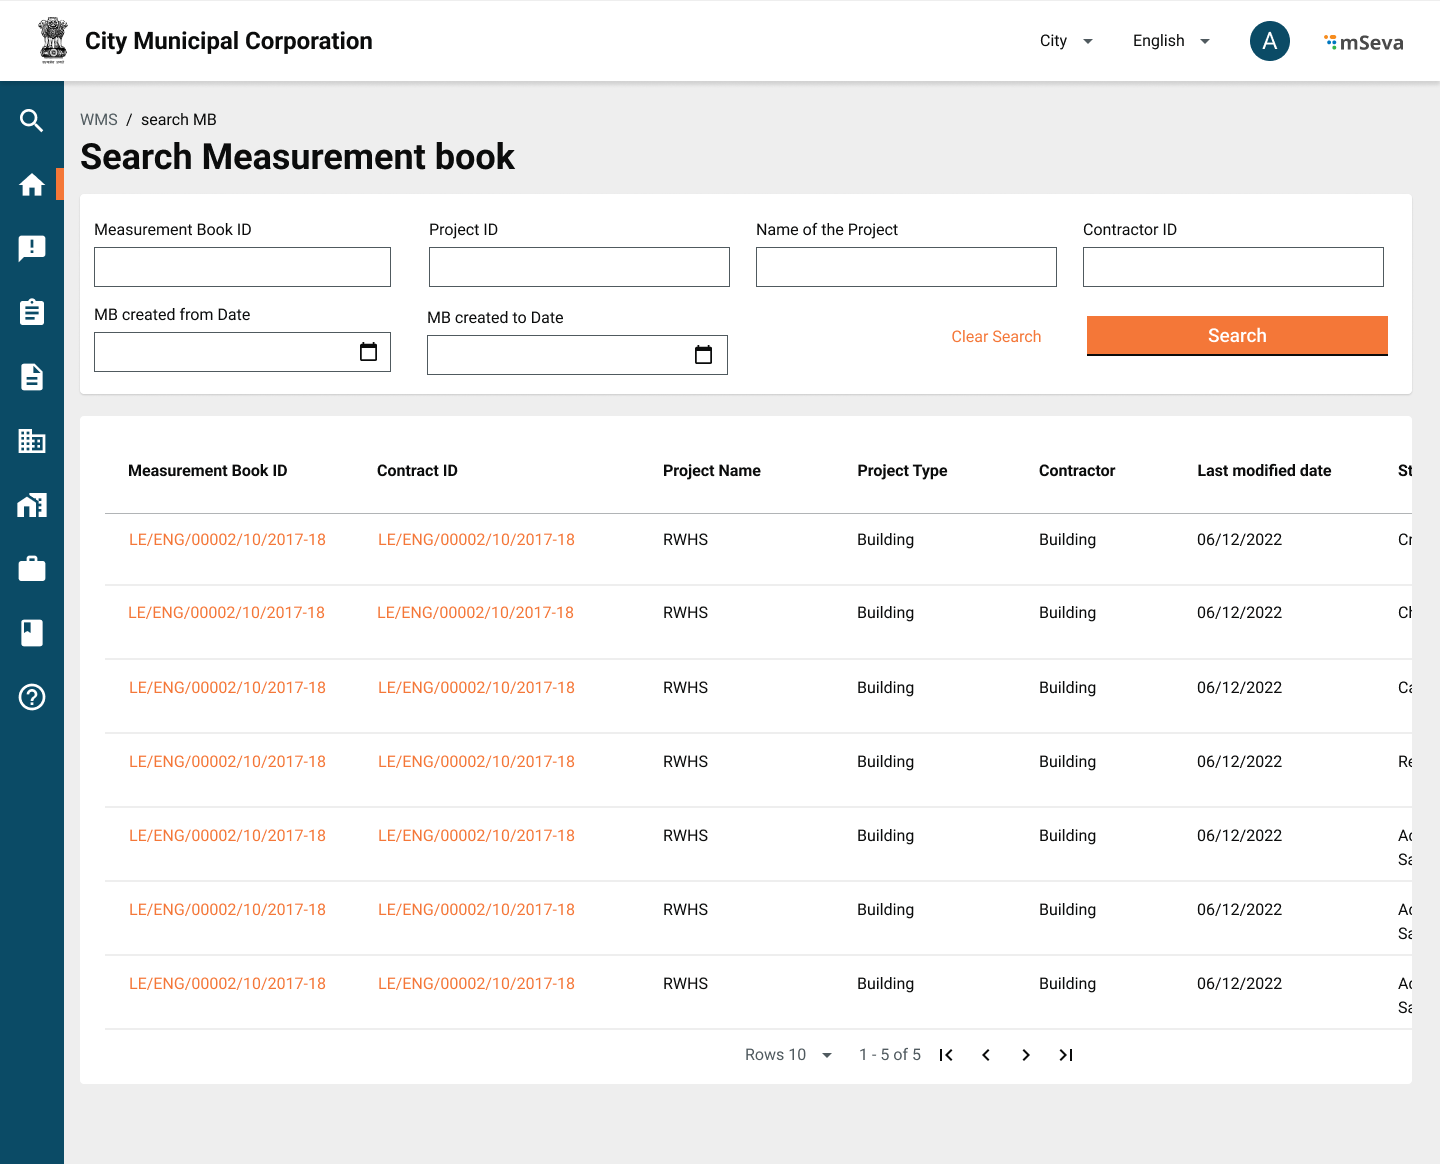 City Municipal Corporation
City
English
A
mSeva
WMS / search MB
Search Measurement book
Measurement Book ID
Project ID
Name of the Project
Contractor ID
MB created from Date
MB created to Date
Clear Search
Search
Measurement Book ID Contract ID Project Name Project Type Contractor Last modified date St
LE/ENG/00002/10/2017-18 LE/ENG/00002/10/2017-18 RWHS Building Building 06/12/2022 Cr
LE/ENG/00002/10/2017-18 LE/ENG/00002/10/2017-18 RWHS Building Building 06/12/2022 Ch
LE/ENG/00002/10/2017-18 LE/ENG/00002/10/2017-18 RWHS Building Building 06/12/2022 Ca
LE/ENG/00002/10/2017-18 LE/ENG/00002/10/2017-18 RWHS Building Building 06/12/2022 Re
LE/ENG/00002/10/2017-18 LE/ENG/00002/10/2017-18 RWHS Building Building 06/12/2022 Ac
Sa
LE/ENG/00002/10/2017-18 LE/ENG/00002/10/2017-18 RWHS Building Building 06/12/2022 Ac
Sa
LE/ENG/00002/10/2017-18 LE/ENG/00002/10/2017-18 RWHS Building Building 06/12/2022 Ac
Sa
Rows 10 1 - 5 of 5